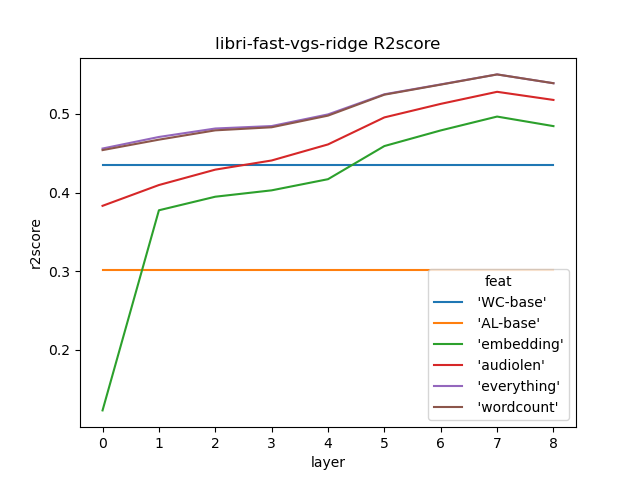 libri-fast-vgs-ridge R2score
r2score
0.5
0.4
0.3
0.2
feat
'WC-base'
'AL-base'
'embedding'
'audiolen'
'everything'
'wordcount'
0 1 2 3 4 5 6 7 8
layer